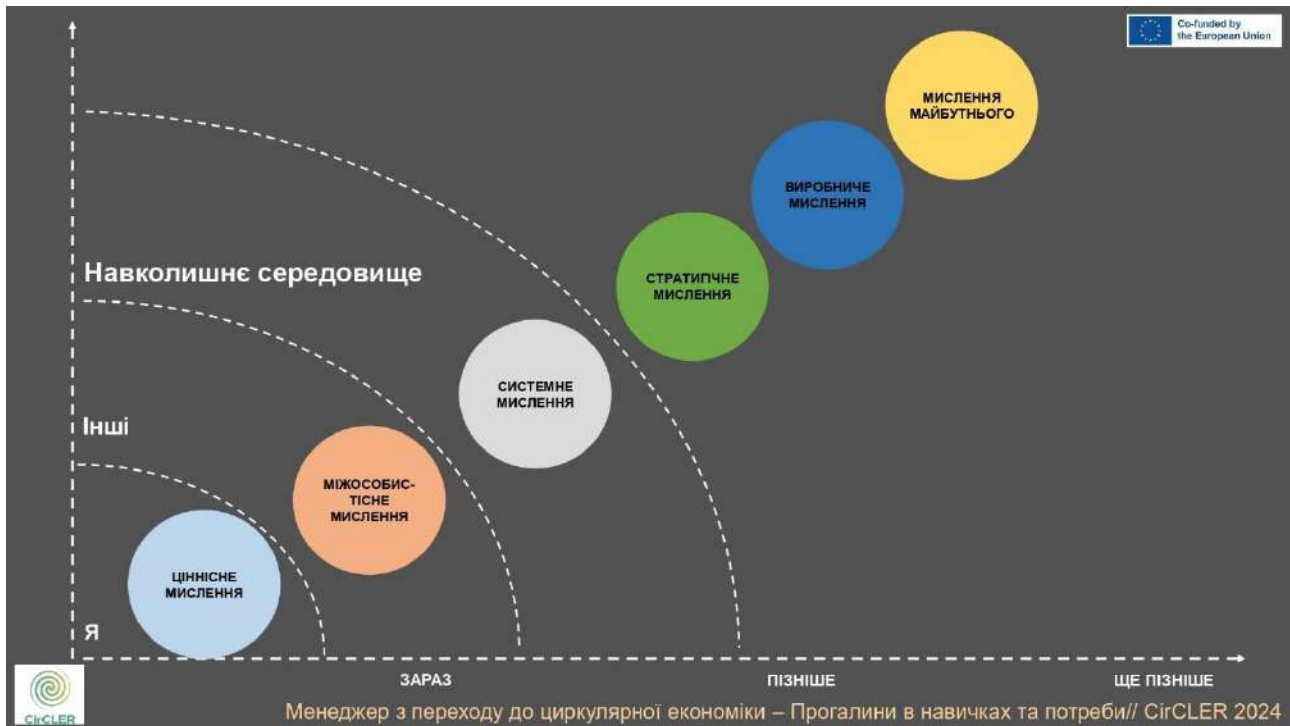 Co-funded by
the European Union
МИСЛЕННЯ
МАЙБУТНЬОГО
ВИРОБНИЧЕ
МИСЛЕННЯ
Навколишнє середовище
СТРАТИГІЧНЕ
МИСЛЕННЯ
СИСТЕМНЕ
МИСЛЕННЯ
Інші
МІЖОСОБИС-
ТІСНЕ
МИСЛЕННЯ
ЦІННІСНЕ
МИСЛЕННЯ
Я
ЗАРАЗ
ПІЗНІШЕ
ЩЕ ПІЗНІШЕ
CirCLER
Менеджер з переходу до циркулярної економіки – Прогалини в навичках та потреби// CirCLER 2024